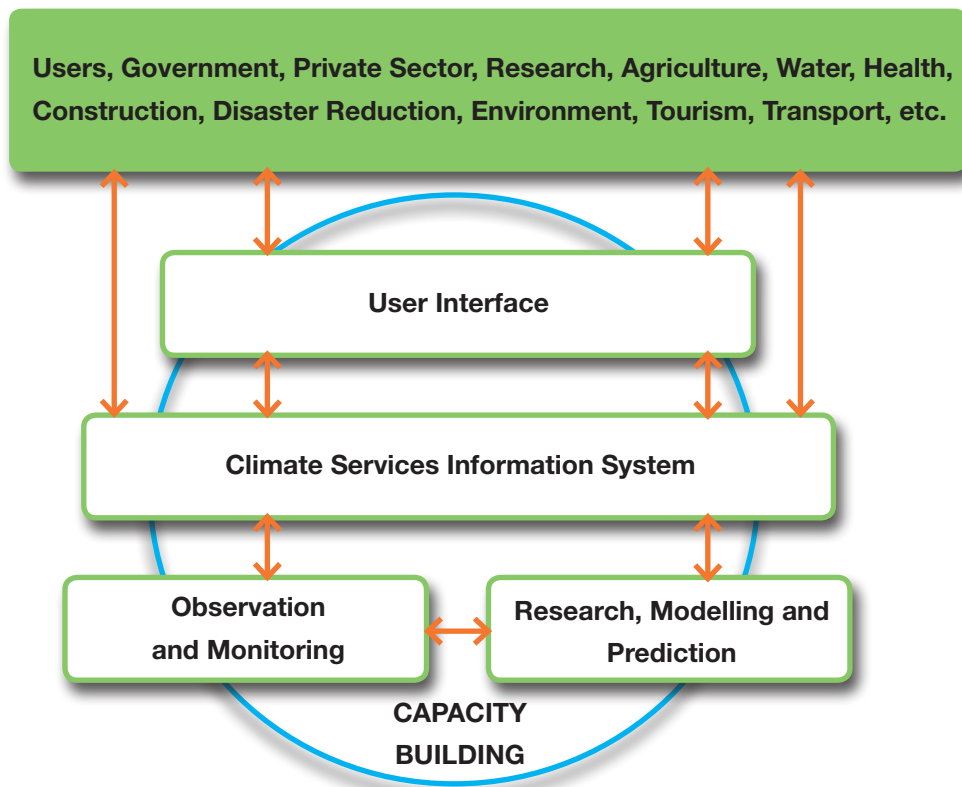 Users, Government, Private Sector, Research, Agriculture, Water, Health,
Construction, Disaster Reduction, Environment, Tourism, Transport, etc.
User Interface
Climate Services Information System
Observation
and Monitoring
Research, Modelling and
Prediction
CAPACITY
BUILDING